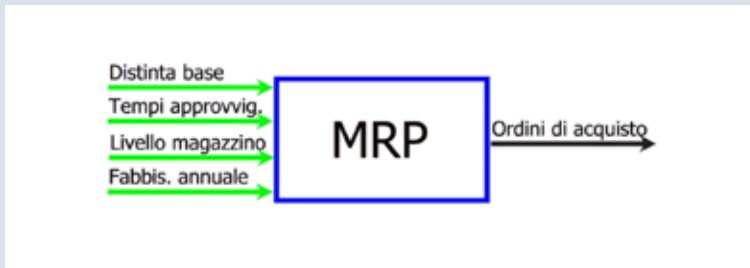 Distinta base
Tempi approvvig.
Livello magazzino
Fabbis. annuale
MRP
Ordini di acquisto